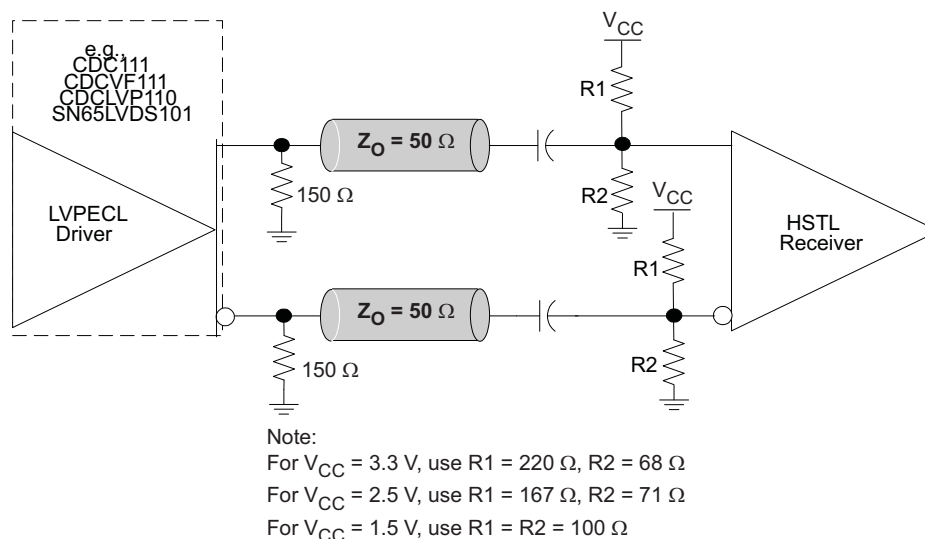 e.g.,
CDC111
CDCVF111
CDCLVP110
SN65LVDS101
LVPECL
Driver
150 Ω
Z_O = 50 Ω
V_CC
R1
R2
HSTL
Receiver
150 Ω
Z_O = 50 Ω
V_CC
R1
R2
Note:
For V_CC = 3.3 V, use R1 = 220 Ω, R2 = 68 Ω
For V_CC = 2.5 V, use R1 = 167 Ω, R2 = 71 Ω
For V_CC = 1.5 V, use R1 = R2 = 100 Ω